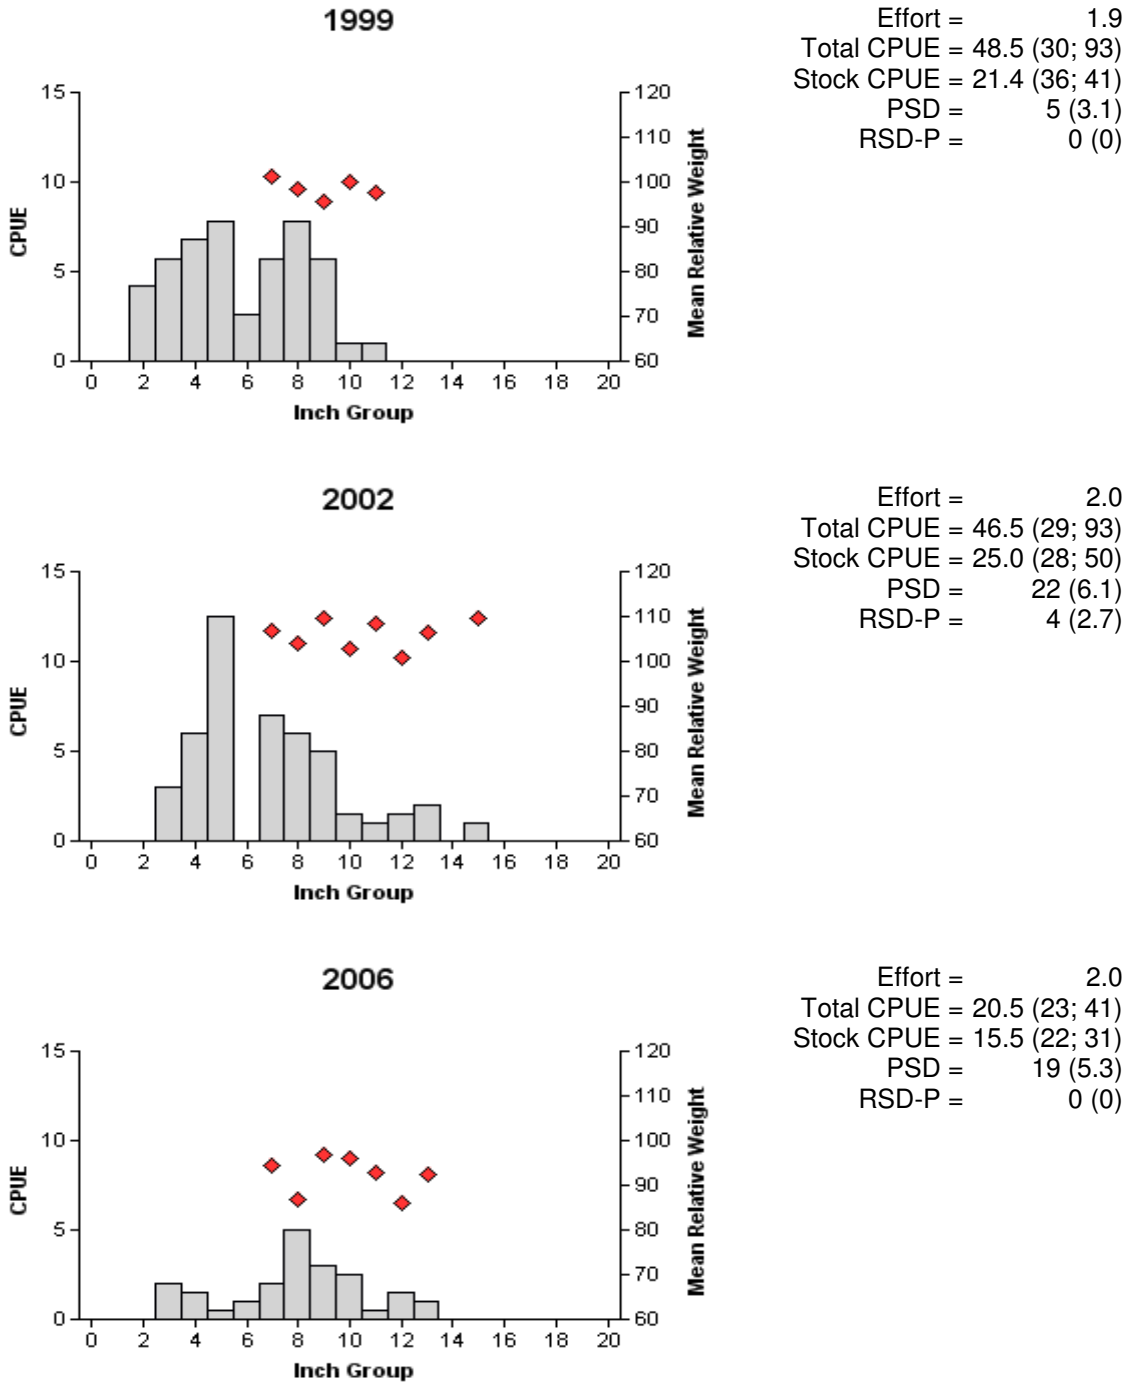 1999
Effort = 1.9
Total CPUE = 48.5 (30; 93)
Stock CPUE = 21.4 (36; 41)
PSD = 5 (3.1)
RSD-P = 0 (0)
15 120
110
10 100
90
5 80
70
0 60
CPUE
Mean Relative Weight
0 2 4 6 8 10 12 14 16 18 20
Inch Group
2002
Effort = 2.0
Total CPUE = 46.5 (29; 93)
Stock CPUE = 25.0 (28; 50)
PSD = 22 (6.1)
RSD-P = 4 (2.7)
15 120
110
10 100
90
5 80
70
0 60
CPUE
Mean Relative Weight
0 2 4 6 8 10 12 14 16 18 20
Inch Group
2006
Effort = 2.0
Total CPUE = 20.5 (23; 41)
Stock CPUE = 15.5 (22; 31)
PSD = 19 (5.3)
RSD-P = 0 (0)
15 120
110
10 100
90
5 80
70
0 60
CPUE
Mean Relative Weight
0 2 4 6 8 10 12 14 16 18 20
Inch Group